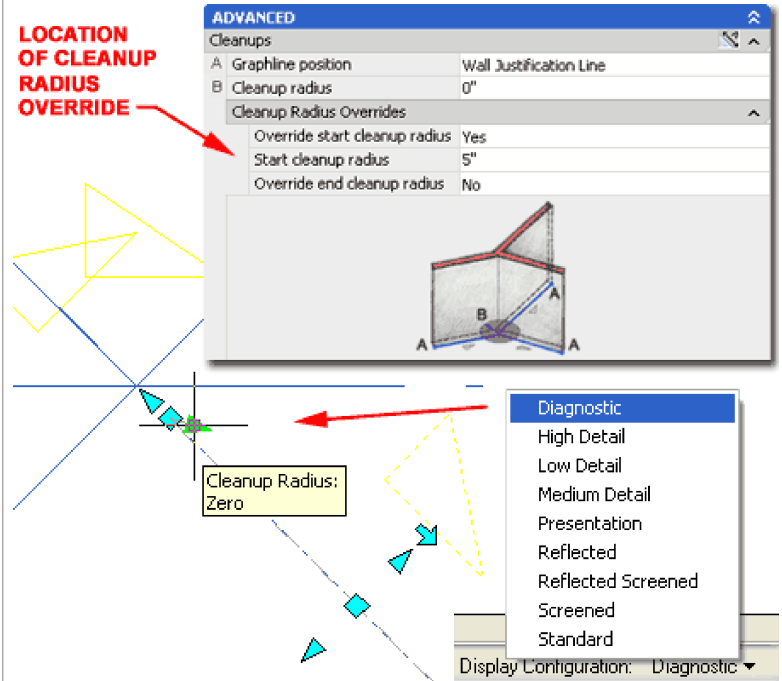 LOCATION
OF CLEANUP
RADIUS
OVERRIDE
ADVANCED
Cleanups
A Graphline position Wall Justification Line
B Cleanup radius 0"
Cleanup Radius Overrides
Override start cleanup radius Yes
Start cleanup radius 5"
Override end cleanup radius No
A
B
A
A
Cleanup Radius:
Zero
Diagnostic
High Detail
Low Detail
Medium Detail
Presentation
Reflected
Reflected Screened
Screened
Standard
Display Configuration: Diagnostic